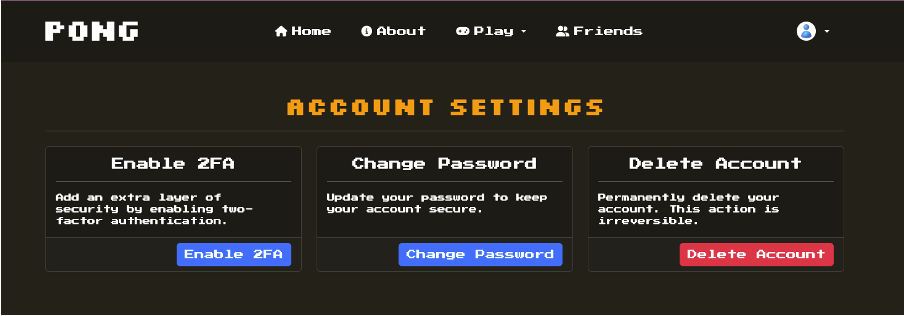 PONG
Home
About
Play
Friends
ACCOUNT SETTINGS
Enable 2FA
Add an extra layer of
security by enabling two-
factor authentication.
Enable 2FA
Change Password
Update your password to keep
your account secure.
Change Password
Delete Account
Permanently delete your
account. This action is
irreversible.
Delete Account